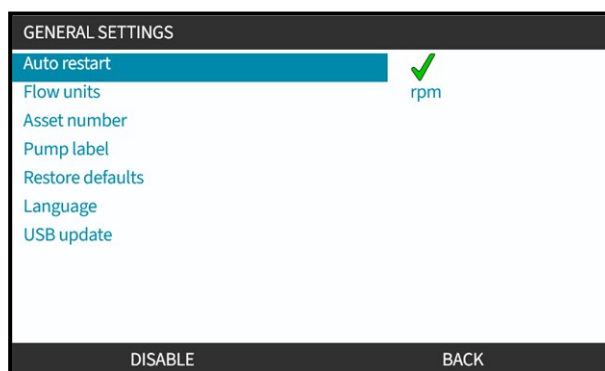 GENERAL SETTINGS
Auto restart
Flow units rpm
Asset number
Pump label
Restore defaults
Language
USB update
DISABLE BACK